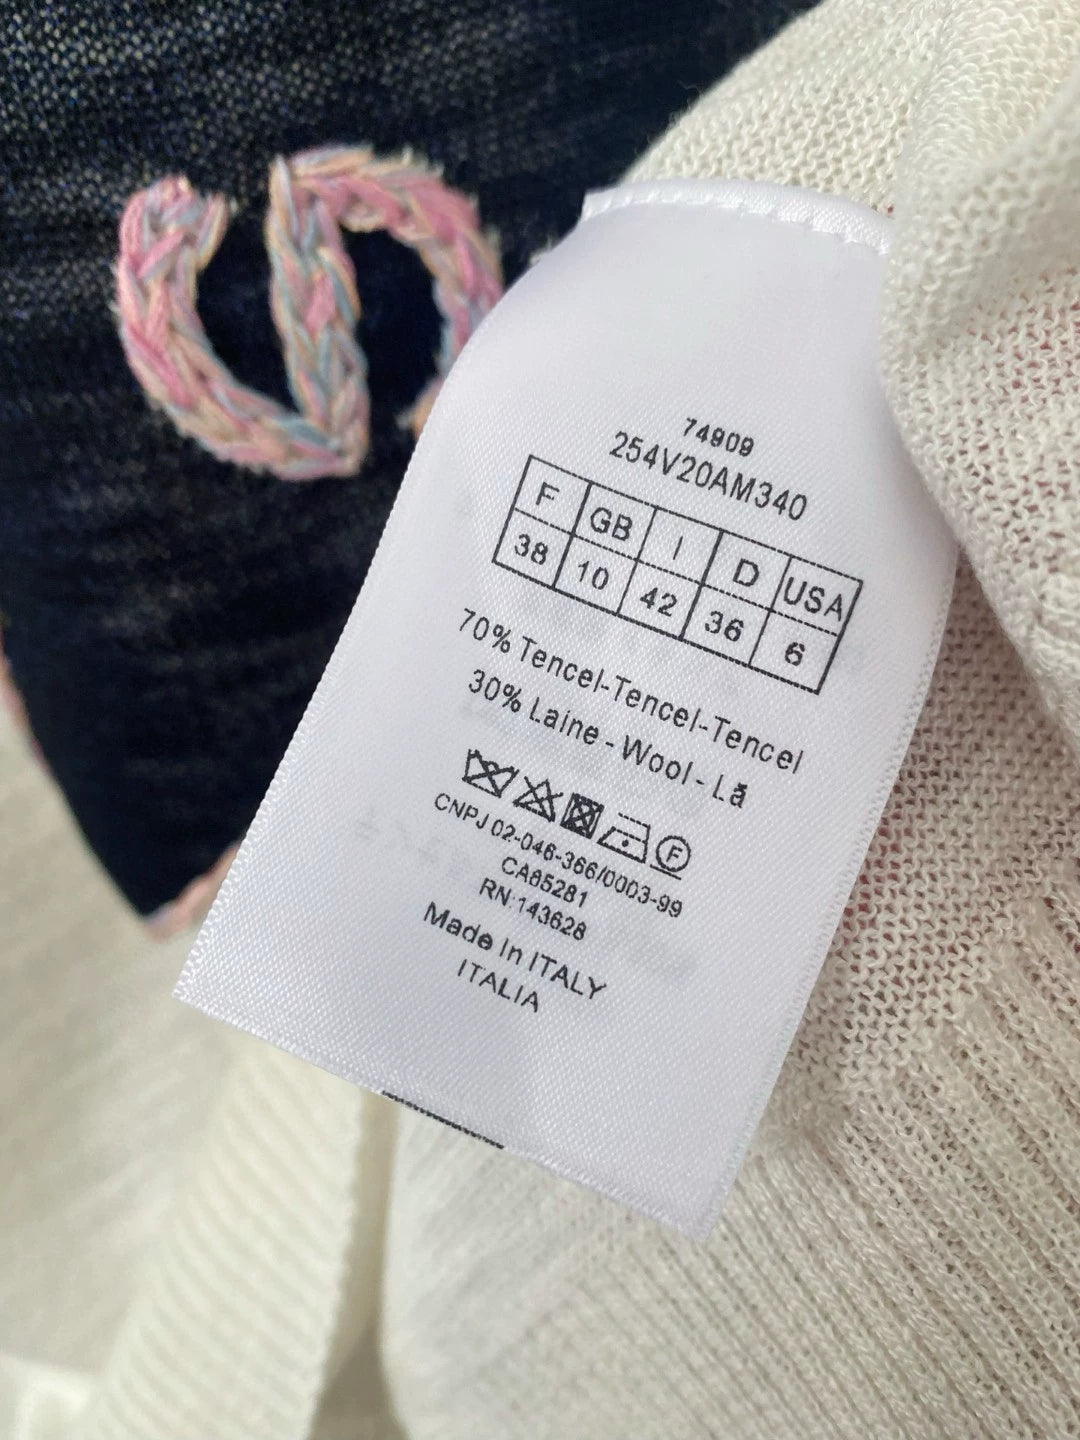 74909
254V20AM340
F GB I D USA
38 10 42 36 6
70% Tencel-Tencel-Tencel
30% Laine - Wool - Lã
F
CNPJ 02-046-366/0003-99
CA65281
RN:143628
Made In ITALY
ITALIA